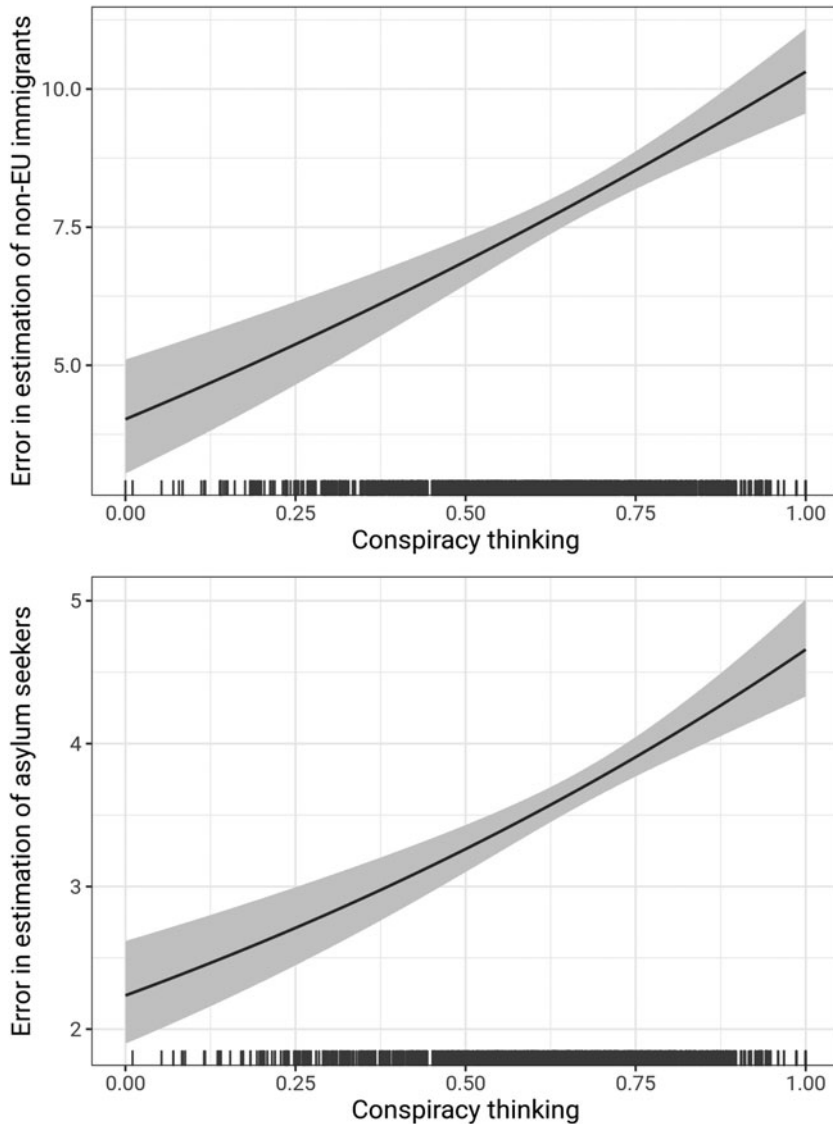 Error in estimation of non-EU immigrants
10.0
7.5
5.0
0.00 0.25 0.50 0.75 1.00
Conspiracy thinking
Error in estimation of asylum seekers
5
4
3
2
0.00 0.25 0.50 0.75 1.00
Conspiracy thinking